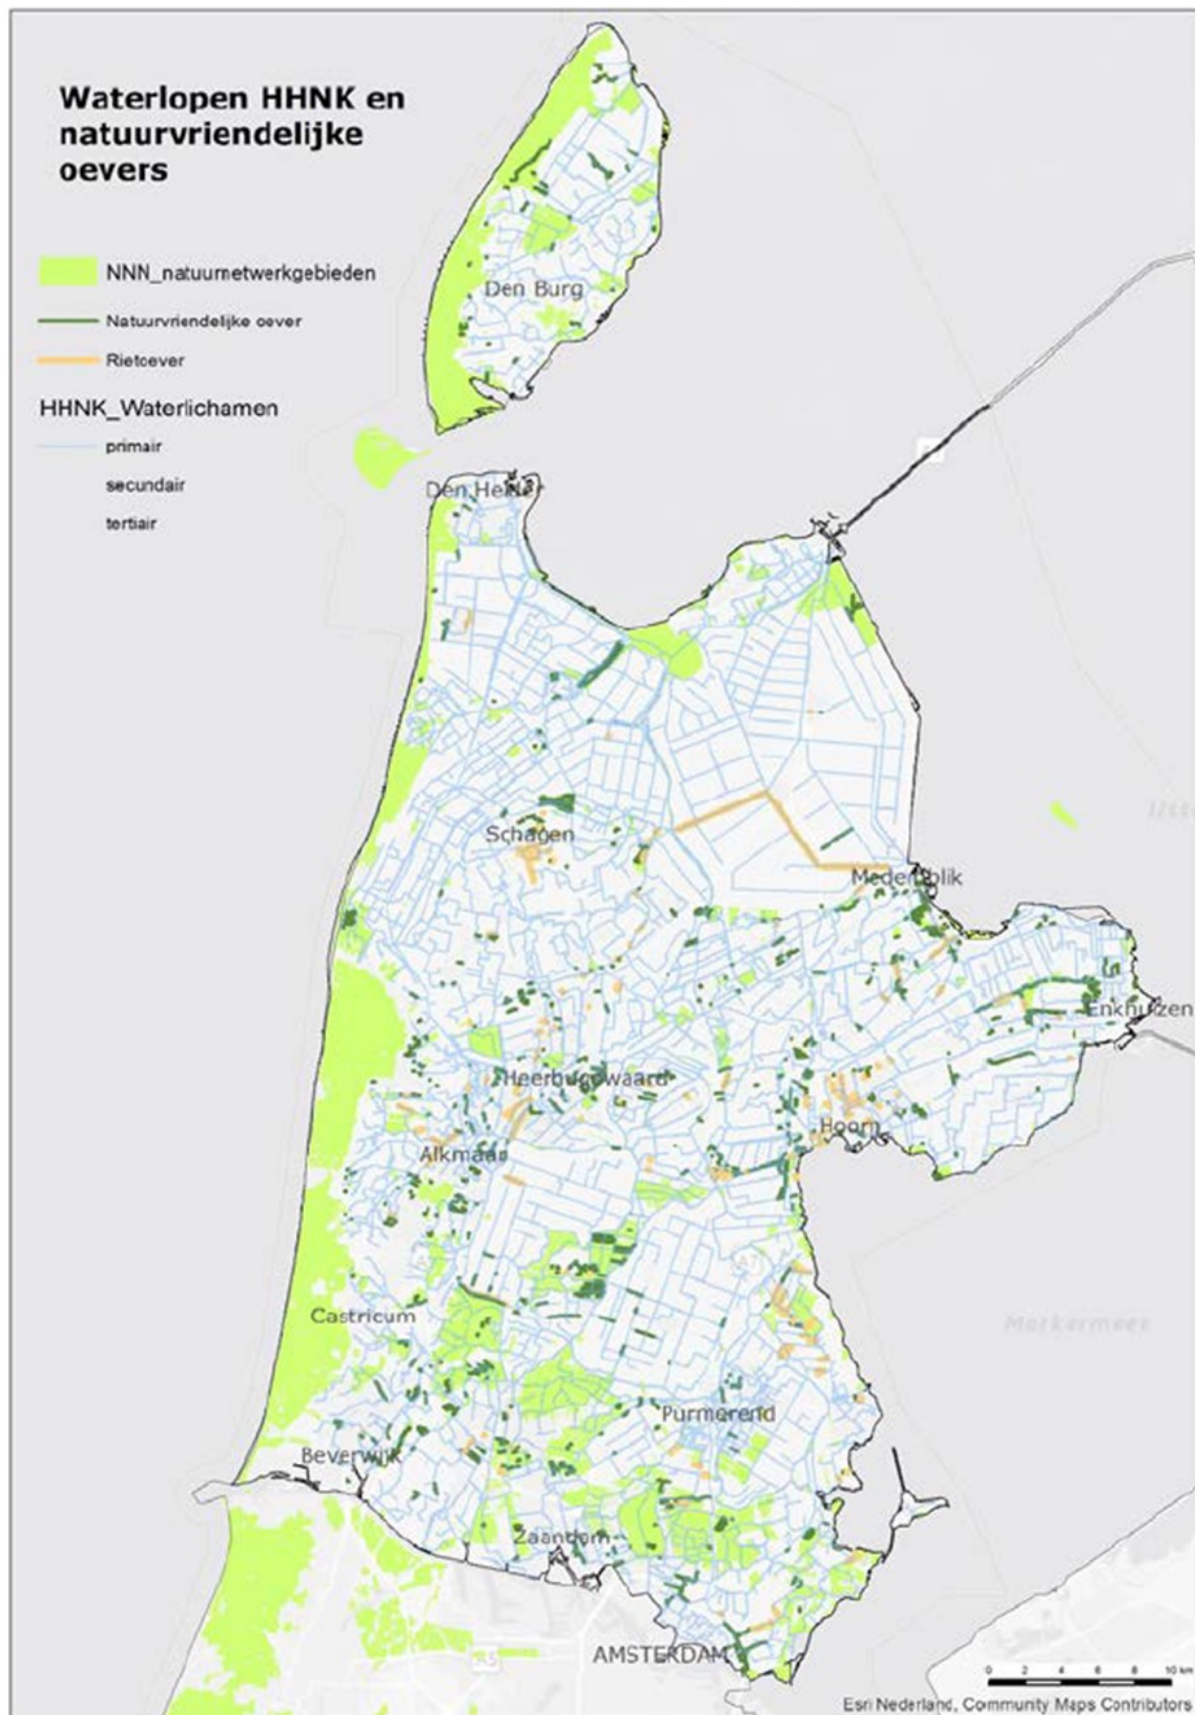 Waterlopen HHNK en
natuurvriendelijke
oevers
NNN_natuurnetwerkgebieden
Natuurvriendelijke oever
Rietoever
HHNK_Waterlichamen
primair
secundair
tertiair
Den Burg
Den Helder
Schagen
Medemblik
Enkhuizen
Heerhugowaard
Hoorn
Alkmaar
A7
Castricum
Markermeer
Purmerend
Beverwijk
Zaandam
AMSTERDAM
A5
0 2 4 6 8 10 km
Esri Nederland, Community Maps Contributors